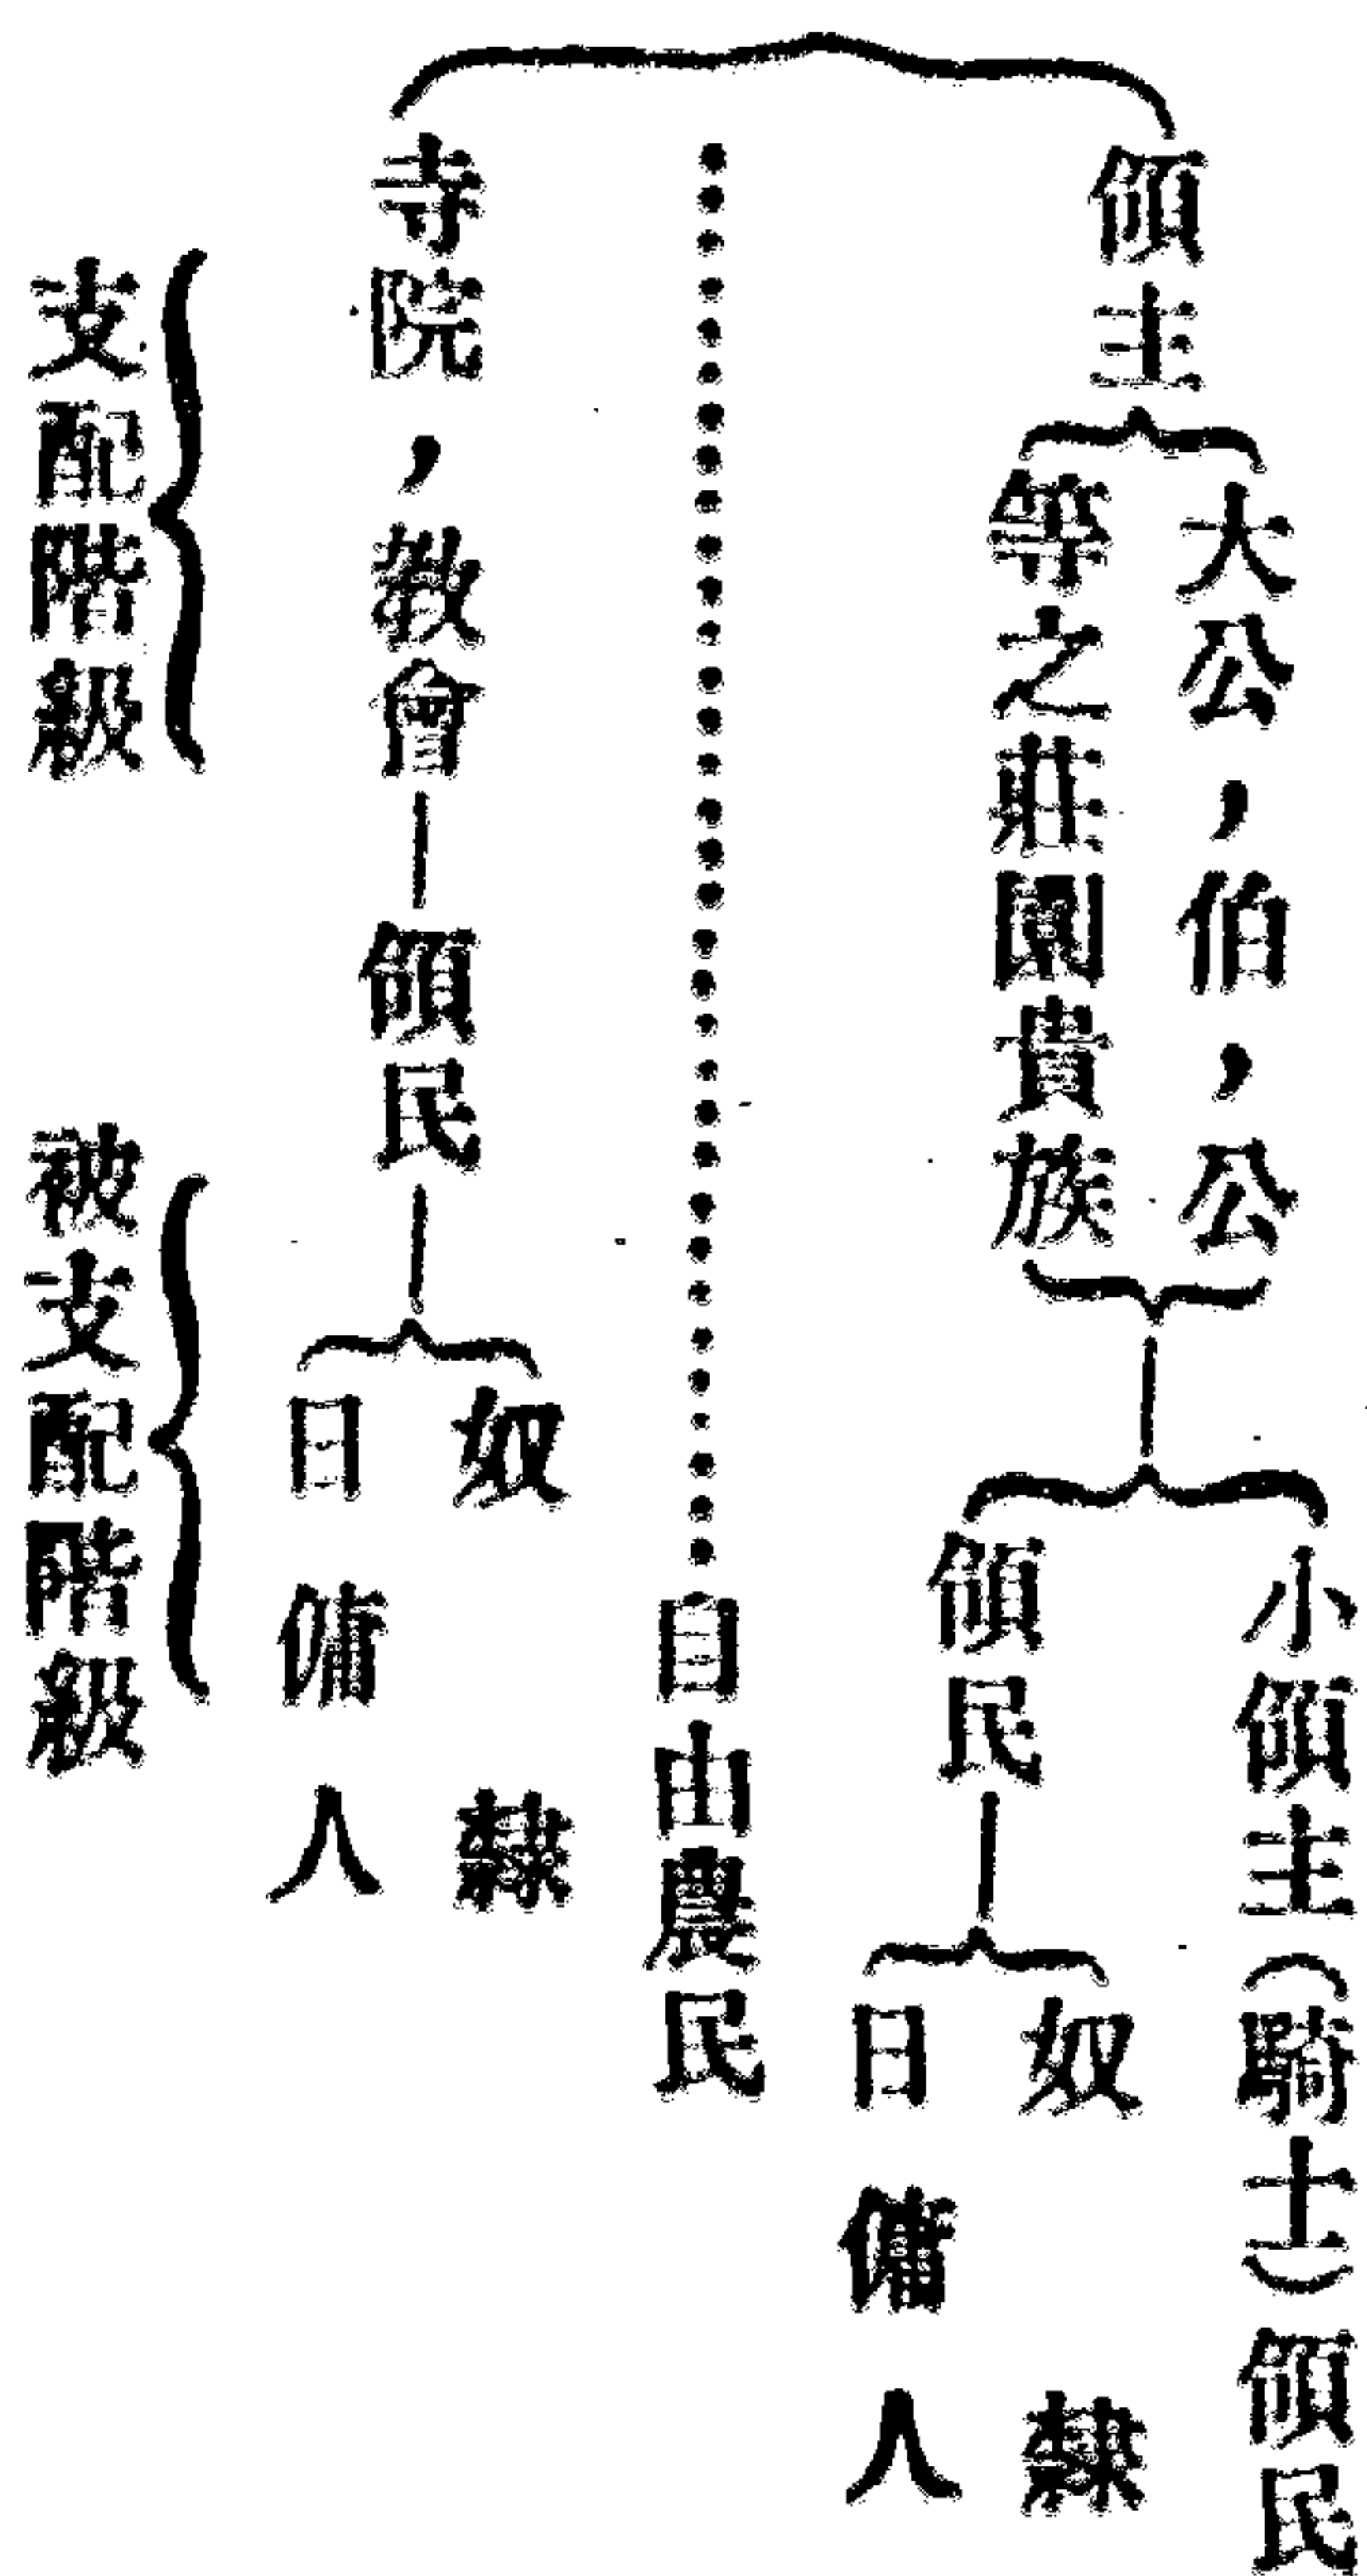 領主
大公，伯，公
等之莊園貴族
小領主（騎士）領民
領民
奴隸
日傭人
自由農民
寺院，教會
領民
奴隸
日傭人
支配階級
被支配階級